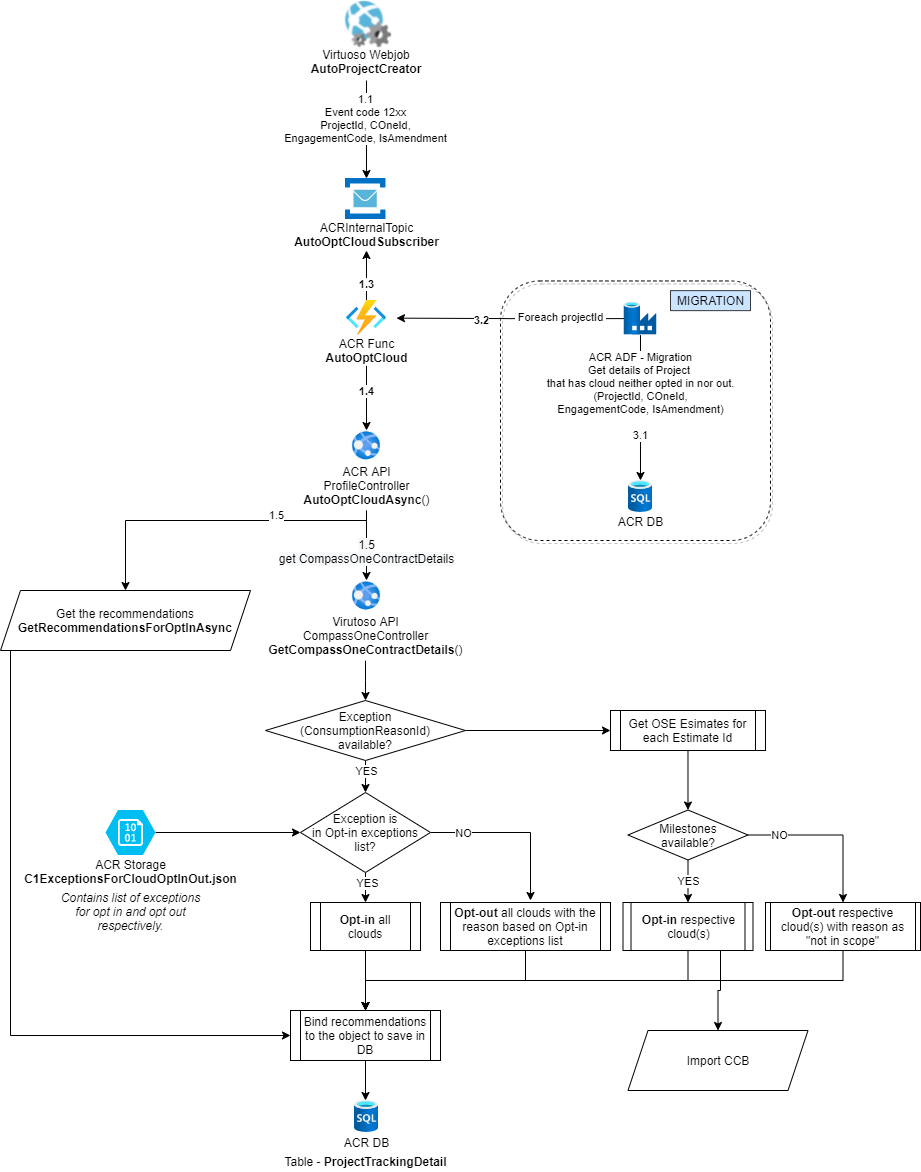 Virtuoso Webjob
AutoProjectCreator
1.1
Event code 12xx
ProjectId, COneId,
EngagementCode, IsAmendment
ACRInternalTopic
AutoOptCloudSubscriber
1.3
ACR Func
AutoOptCloud
3.2
Foreach projectId
MIGRATION
ACR ADF - Migration
Get details of Project
that has cloud neither opted in nor out.
(ProjectId, COneId,
EngagementCode, IsAmendment)
3.1
SQL
ACR DB
1.4
ACR API
ProfileController
AutoOptCloudAsync()
1.5
1.5
get CompassOneContractDetails
Get the recommendations
GetRecommendationsForOptInAsync
Virutoso API
CompassOneController
GetCompassOneContractDetails()
Exception
(ConsumptionReasonId)
available?
Get OSE Esimates for
each Estimate Id
YES
10
01
ACR Storage
C1ExceptionsForCloudOptInOut.json
Contains list of exceptions
for opt in and opt out
respectively.
Exception is
in Opt-in exceptions
list?
NO
Milestones
available?
NO
YES
YES
Opt-in all
clouds
Opt-out all clouds with the
reason based on Opt-in
exceptions list
Opt-in respective
cloud(s)
Opt-out respective
cloud(s) with reason as
"not in scope"
Bind recommendations
to the object to save in
DB
Import CCB
SQL
ACR DB
Table - ProjectTrackingDetail